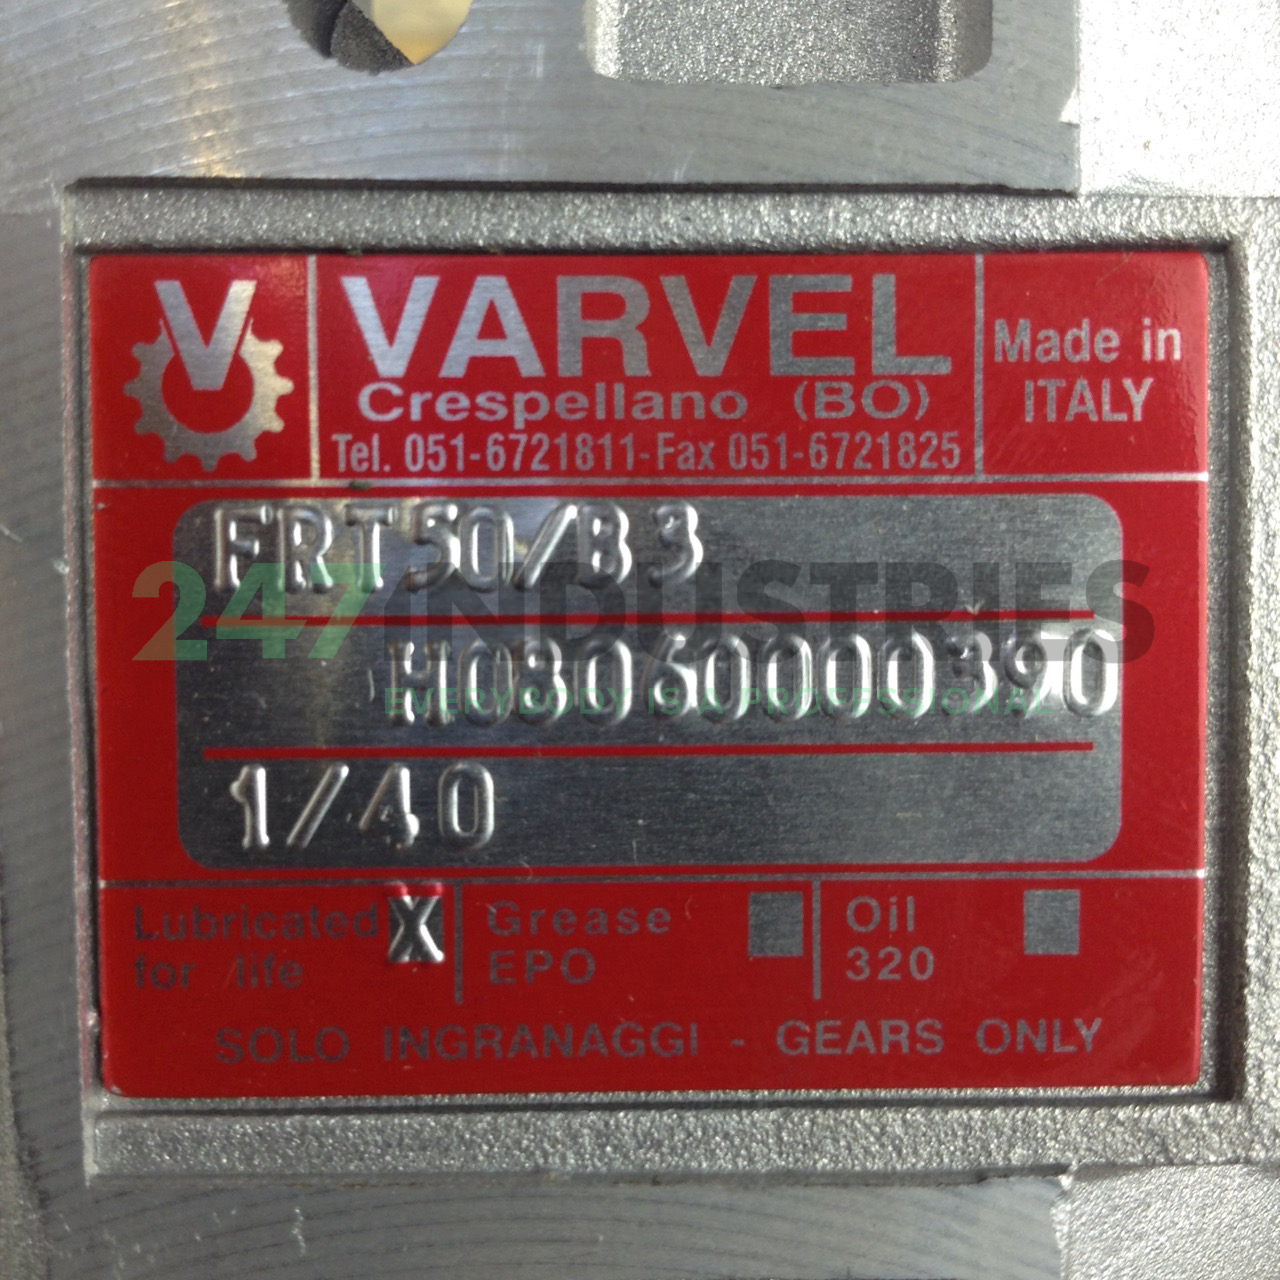 V
VARVEL
Crespellano (BO)
Tel. 051-6721811-Fax 051-6721825
Made in
ITALY
FRT50/B3
247 INDUSTRIES
H08060000390
EVERYBODY IS A PROFESSIONAL
1/40
Lubricated X
for life
Grease
EPO
Oil
320
SOLO INGRANAGGI - GEARS ONLY